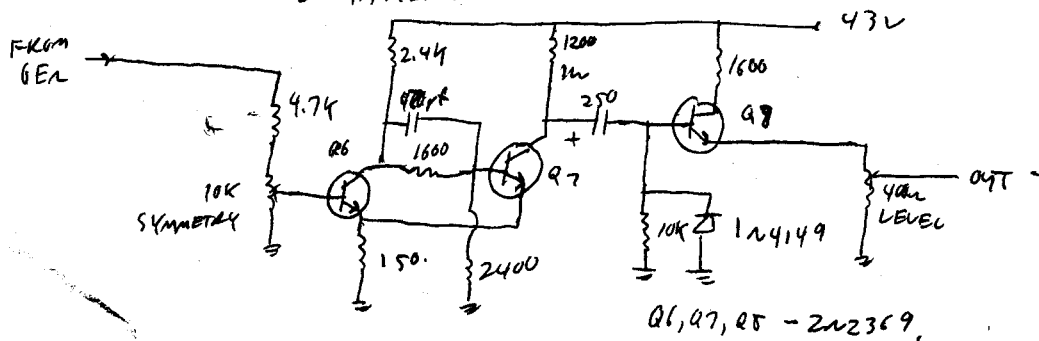 43V
FROM
GEN
2.4K
1200
1W
1600
4.7K
250
Q8
Q6
1600
+
Q7
10K
SYMMETRY
OUT
LEVEL
10K
1N4149
150.
2400
Q6, Q7, Q8 - 2N2369.